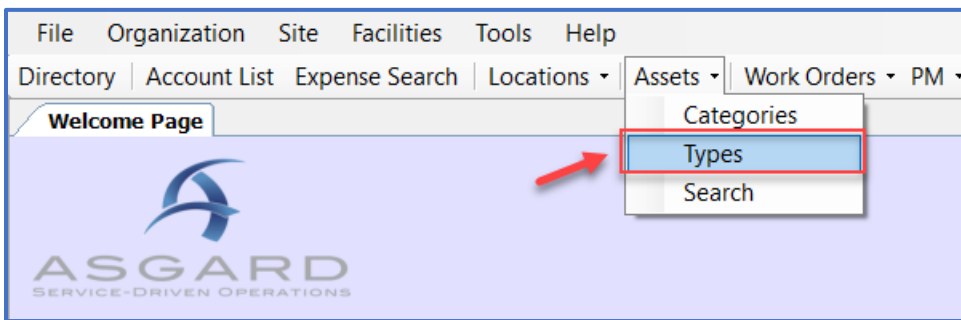 File Organization Site Facilities Tools Help
Directory Account List Expense Search Locations Assets Work Orders PM
Welcome Page
Categories
Types
Search
ASGARD
SERVICE-DRIVEN OPERATIONS